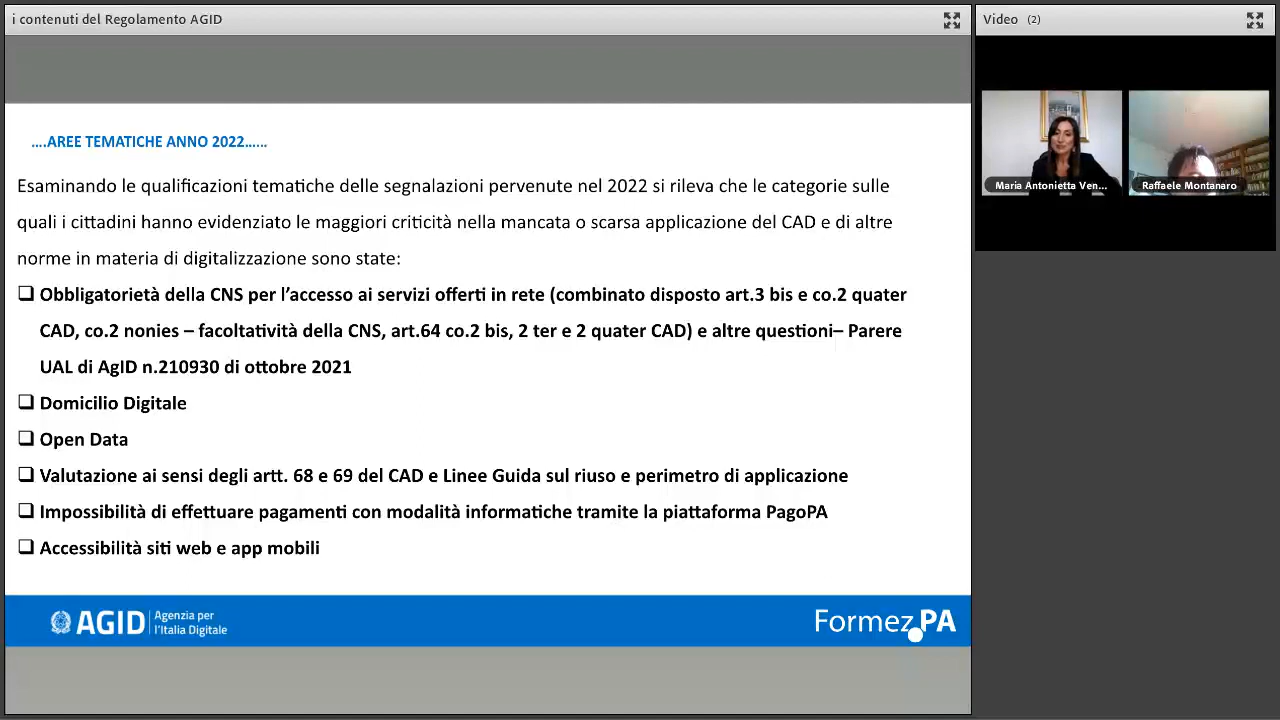 i contenuti del Regolamento AGID
Video (2)
Maria Antonietta Ven...
Raffaele Montanaro
....AREE TEMATICHE ANNO 2022......
Esaminando le qualificazioni tematiche delle segnalazioni pervenute nel 2022 si rileva che le categorie sulle
quali i cittadini hanno evidenziato le maggiori criticità nella mancata o scarsa applicazione del CAD e di altre
norme in materia di digitalizzazione sono state:
❑ Obbligatorietà della CNS per l'accesso ai servizi offerti in rete (combinato disposto art.3 bis e co.2 quater
CAD, co.2 nonies – facoltatività della CNS, art.64 co.2 bis, 2 ter e 2 quater CAD) e altre questioni– Parere
UAL di AgID n.210930 di ottobre 2021
❑ Domicilio Digitale
❑ Open Data
❑ Valutazione ai sensi degli artt. 68 e 69 del CAD e Linee Guida sul riuso e perimetro di applicazione
❑ Impossibilità di effettuare pagamenti con modalità informatiche tramite la piattaforma PagoPA
❑ Accessibilità siti web e app mobili
AGID Agenzia per
l'Italia Digitale
Formez.PA